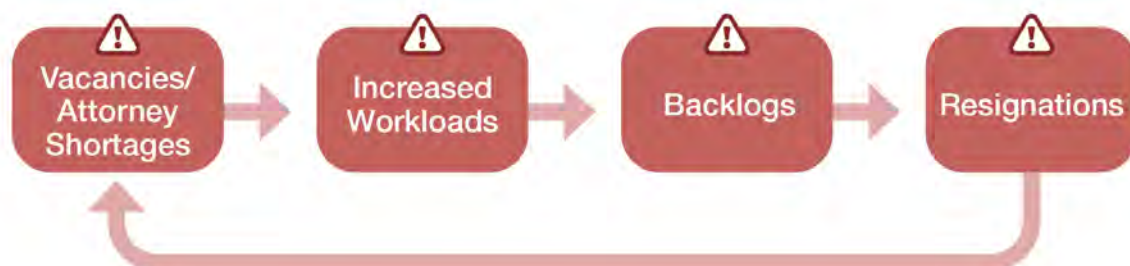 Vacancies/
Attorney
Shortages
Increased
Workloads
Backlogs
Resignations